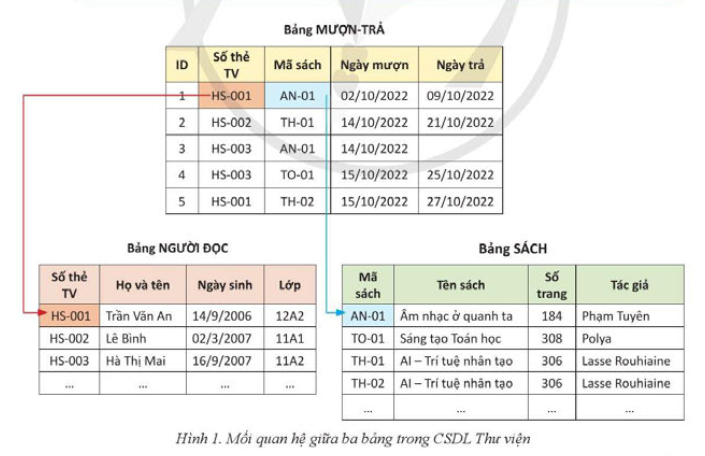 Bảng MƯỢN-TRẢ
ID Số thẻ TV Mã sách Ngày mượn Ngày trả
1 HS-001 AN-01 02/10/2022 09/10/2022
2 HS-002 TH-01 14/10/2022 21/10/2022
3 HS-003 AN-01 14/10/2022
4 HS-003 TO-01 15/10/2022 25/10/2022
5 HS-001 TH-02 15/10/2022 27/10/2022
Bảng NGƯỜI ĐỌC
Số thẻ TV Họ và tên Ngày sinh Lớp
HS-001 Trần Văn An 14/9/2006 12A2
HS-002 Lê Bình 02/3/2007 11A1
HS-003 Hà Thị Mai 16/9/2007 11A2
... ... ... ...
Bảng SÁCH
Mã sách Tên sách Số trang Tác giả
AN-01 Âm nhạc ở quanh ta 184 Phạm Tuyên
TO-01 Sáng tạo Toán học 308 Polya
TH-01 AI – Trí tuệ nhân tạo 306 Lasse Rouhiaine
TH-02 AI – Trí tuệ nhân tạo 306 Lasse Rouhiaine
... ... ... ...
Hình 1. Mối quan hệ giữa ba bảng trong CSDL Thư viện